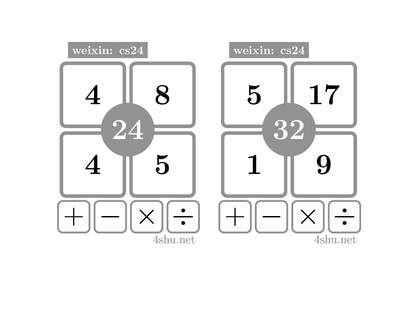 weixin: cs24
4 8
24
4 5
+ − × ÷
4shu.net
weixin: cs24
5 17
32
1 9
+ − × ÷
4shu.net